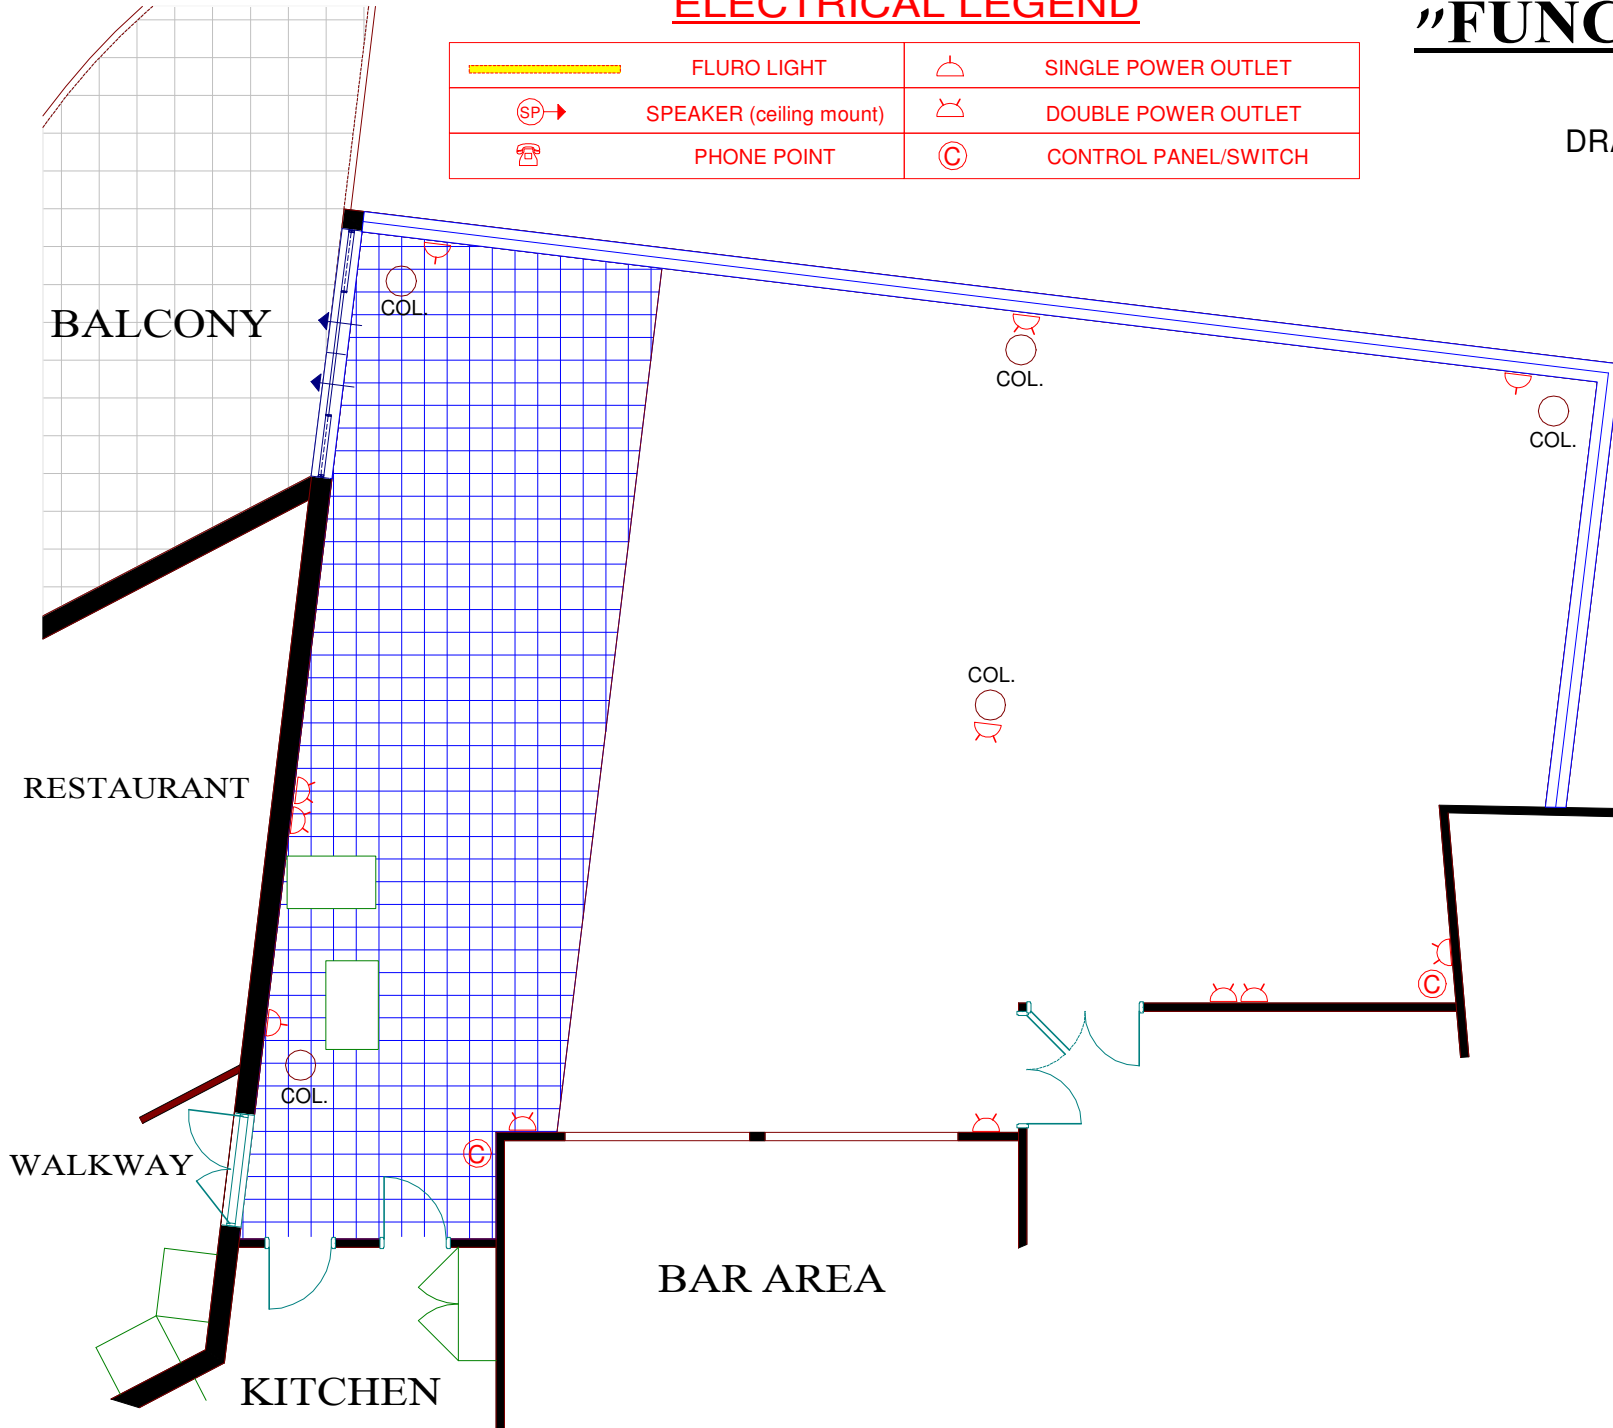 ELECTRICAL LEGEND
"FUNC
FLURO LIGHT
SINGLE POWER OUTLET
SP
SPEAKER (ceiling mount)
DOUBLE POWER OUTLET
PHONE POINT
C
CONTROL PANEL/SWITCH
DRA
BALCONY
COL.
COL.
COL.
COL.
RESTAURANT
C
COL.
C
WALKWAY
BAR AREA
KITCHEN